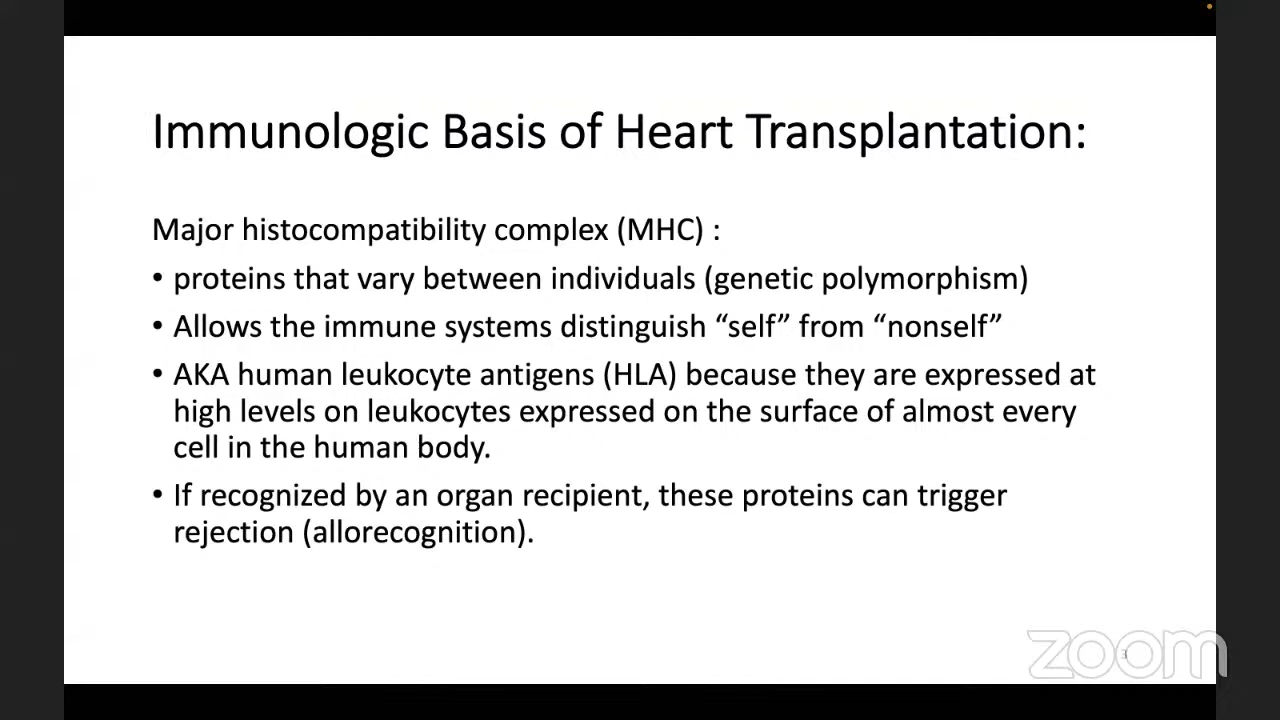 Immunologic Basis of Heart Transplantation:
Major histocompatibility complex (MHC) :
• proteins that vary between individuals (genetic polymorphism)
• Allows the immune systems distinguish “self” from “nonself”
• AKA human leukocyte antigens (HLA) because they are expressed at
high levels on leukocytes expressed on the surface of almost every
cell in the human body.
• If recognized by an organ recipient, these proteins can trigger
rejection (allorecognition).
3
zoom